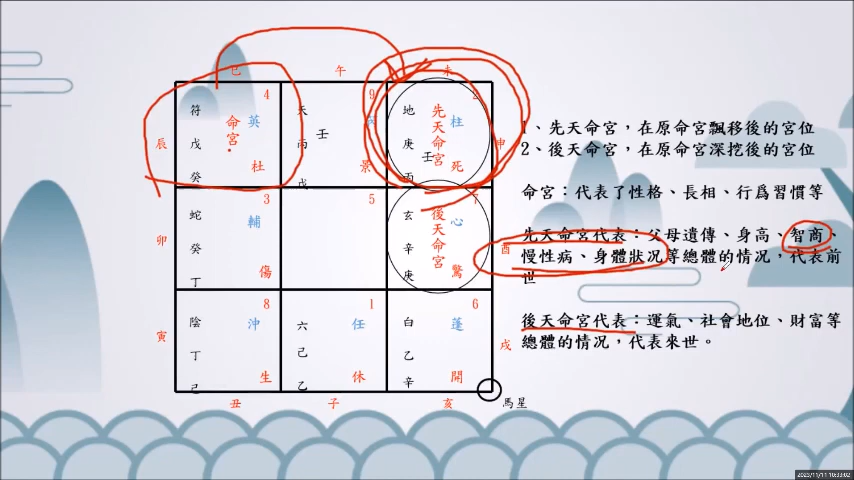 巳 午 未
符 命宮 英 4
辰 戊
癸 杜
天 9
丙 壬
戊 景
地 先天命宮 柱 2
庚 壬 申
丙 死
蛇 輔 3
卯 癸
丁 傷
5
玄 後天命宮 心 7
辛 酉
庚 驚
陰 沖 8
寅 丁
己 生
六 任 1
己
乙 休
白 蓬 6
乙 戌
辛 開
丑 子 亥 馬星
1、先天命宮，在原命宮飄移後的宮位
2、後天命宮，在原命宮深挖後的宮位
命宮：代表了性格、長相、行爲習慣等
先天命宮代表：父母遺傳、身高、智商、
慢性病、身體狀況等總體的情況，代表前
世
後天命宮代表：運氣、社會地位、財富等
總體的情況，代表來世。
2025/11/11 10:33:02